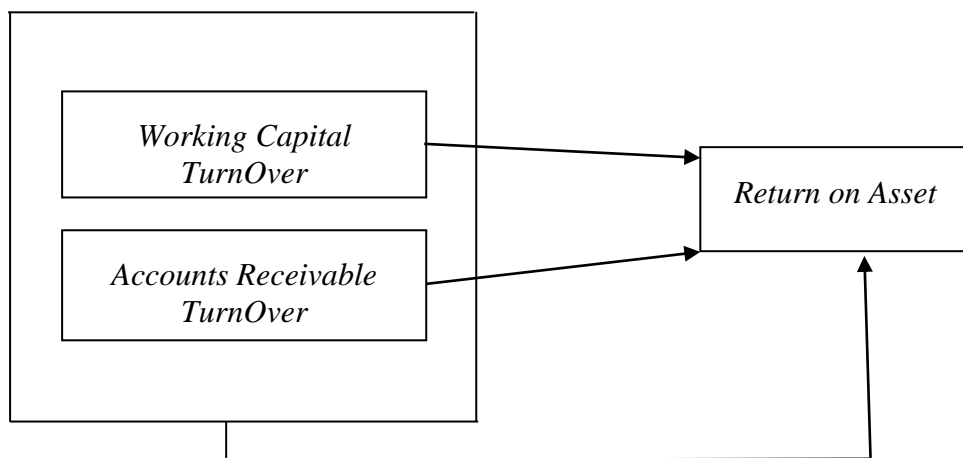 Working Capital
TurnOver
Return on Asset
Accounts Receivable
TurnOver